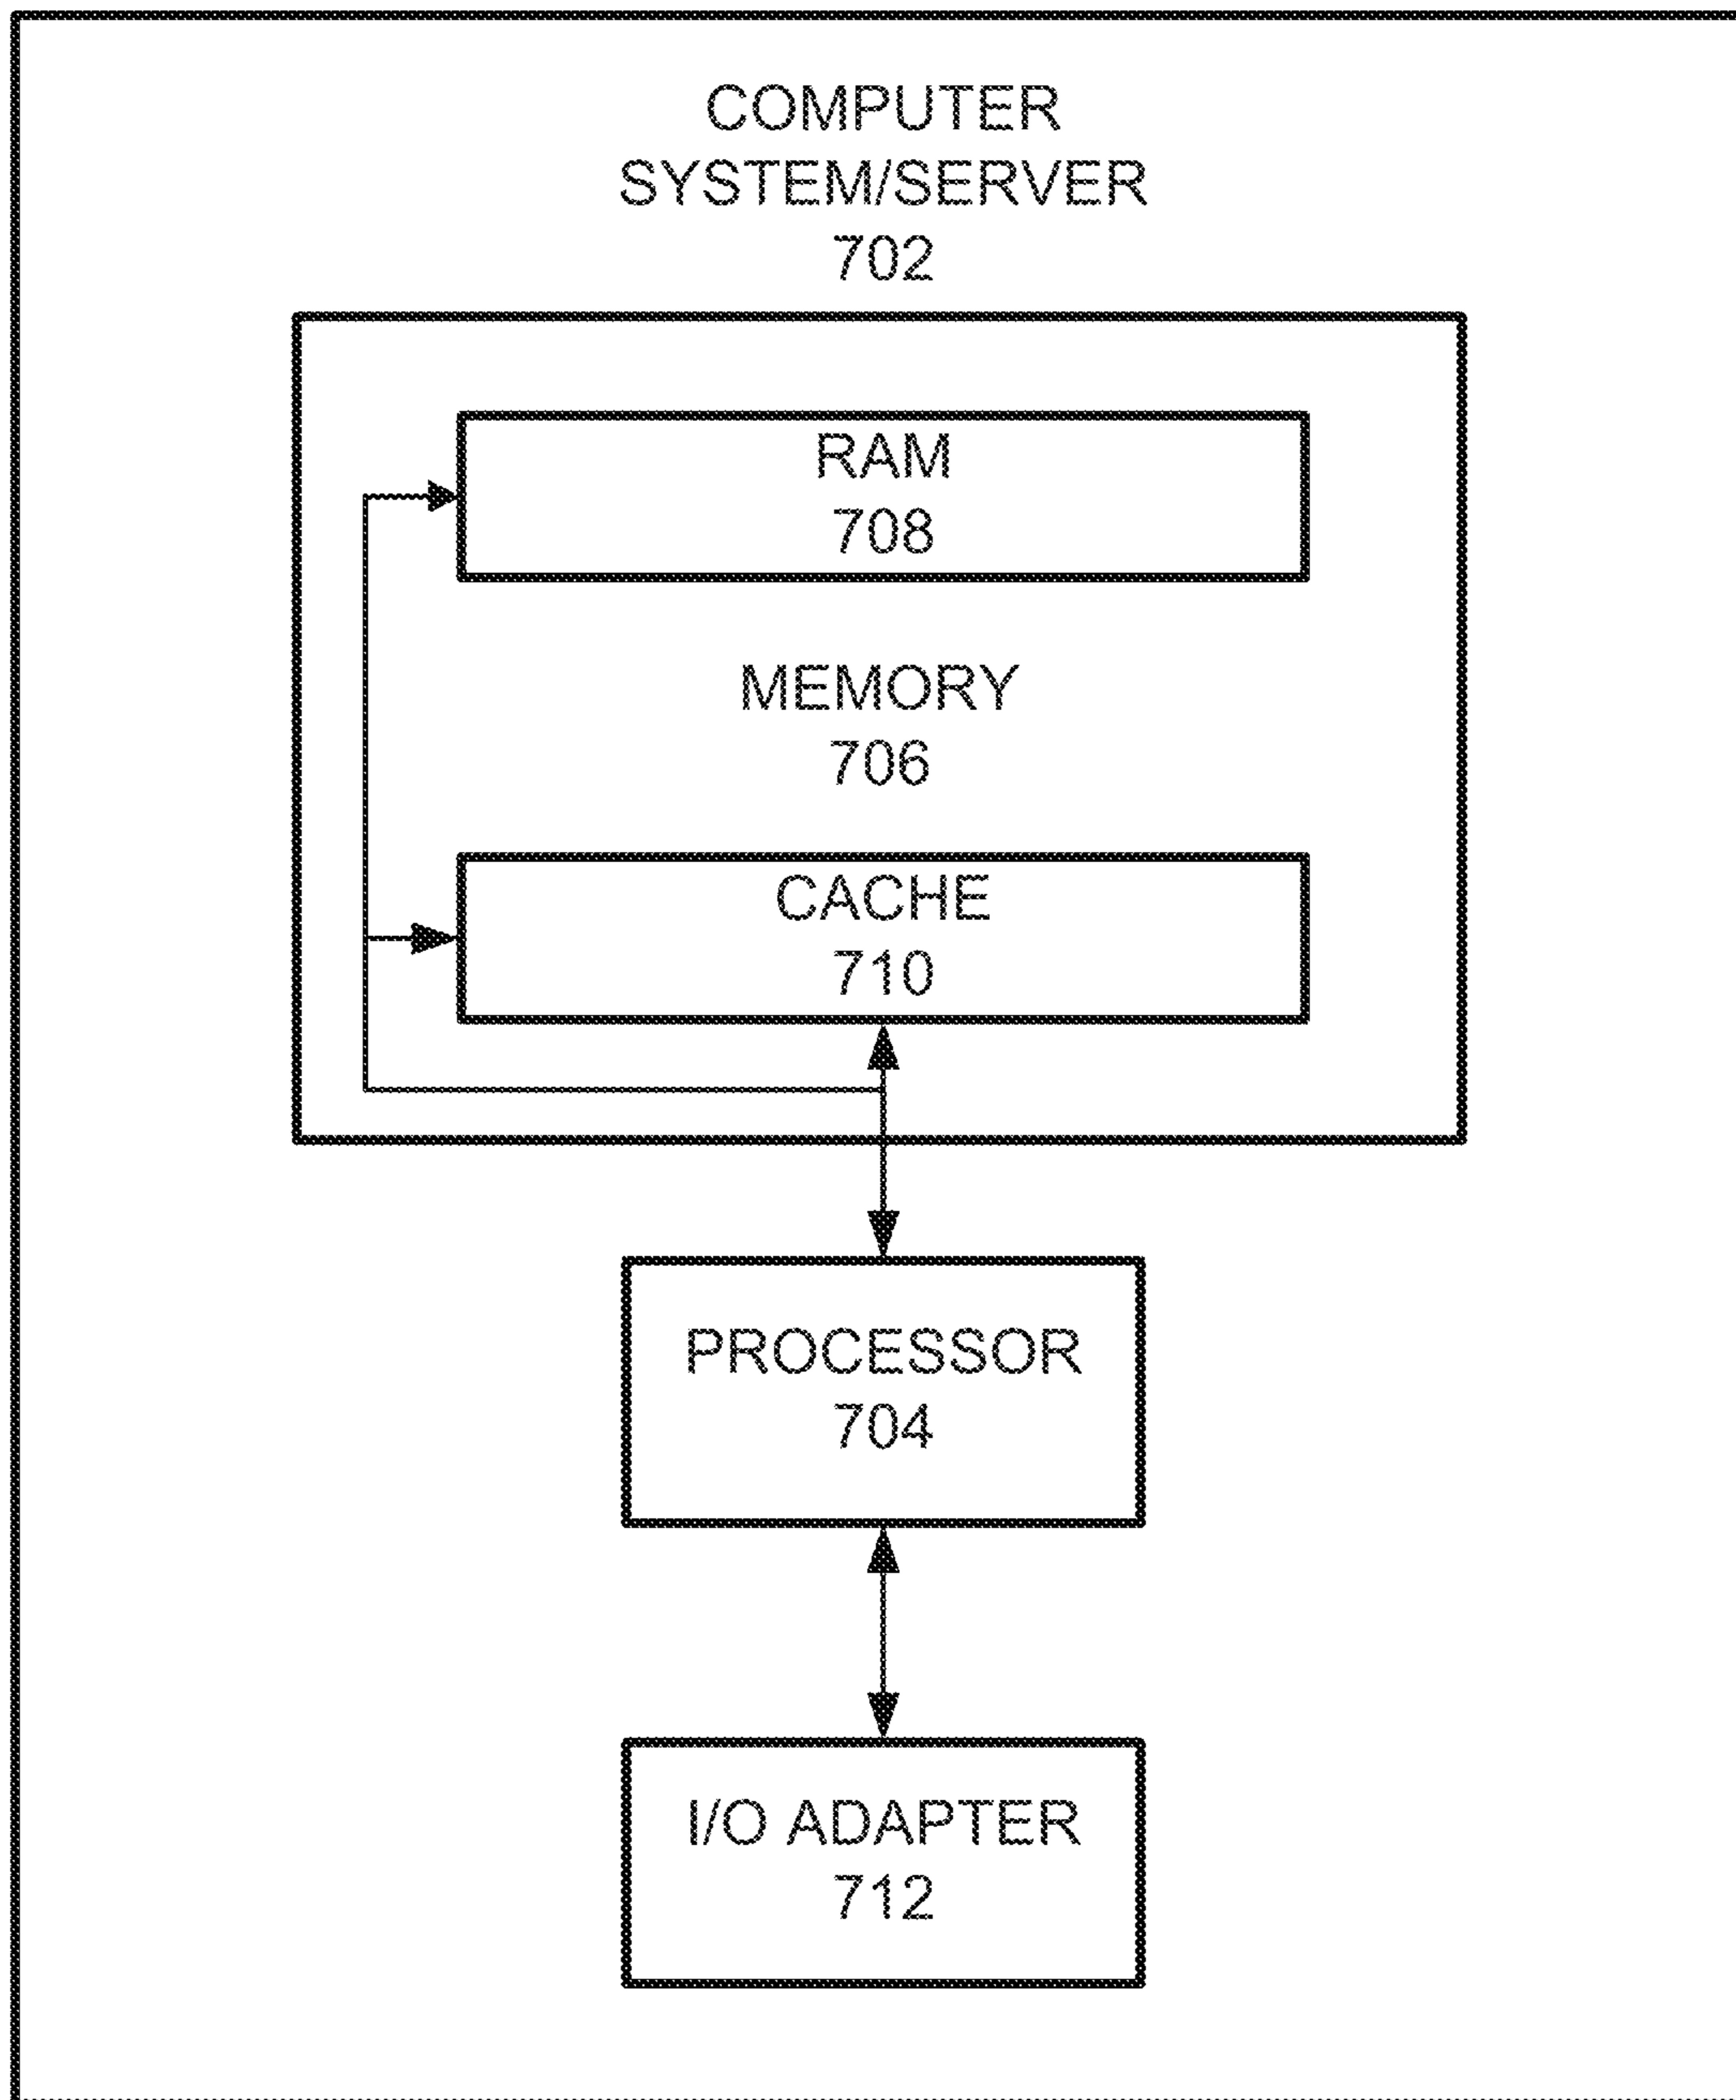 COMPUTER
SYSTEM/SERVER
702
RAM
708
MEMORY
706
CACHE
710
PROCESSOR
704
I/O ADAPTER
712